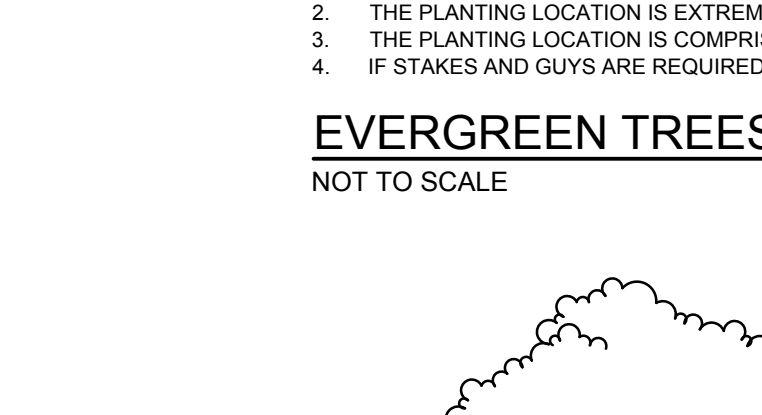 2. THE PLANTING LOCATION IS EXTREM
3. THE PLANTING LOCATION IS COMPRIS
4. IF STAKES AND GUYS ARE REQUIRED
EVERGREEN TREES
NOT TO SCALE